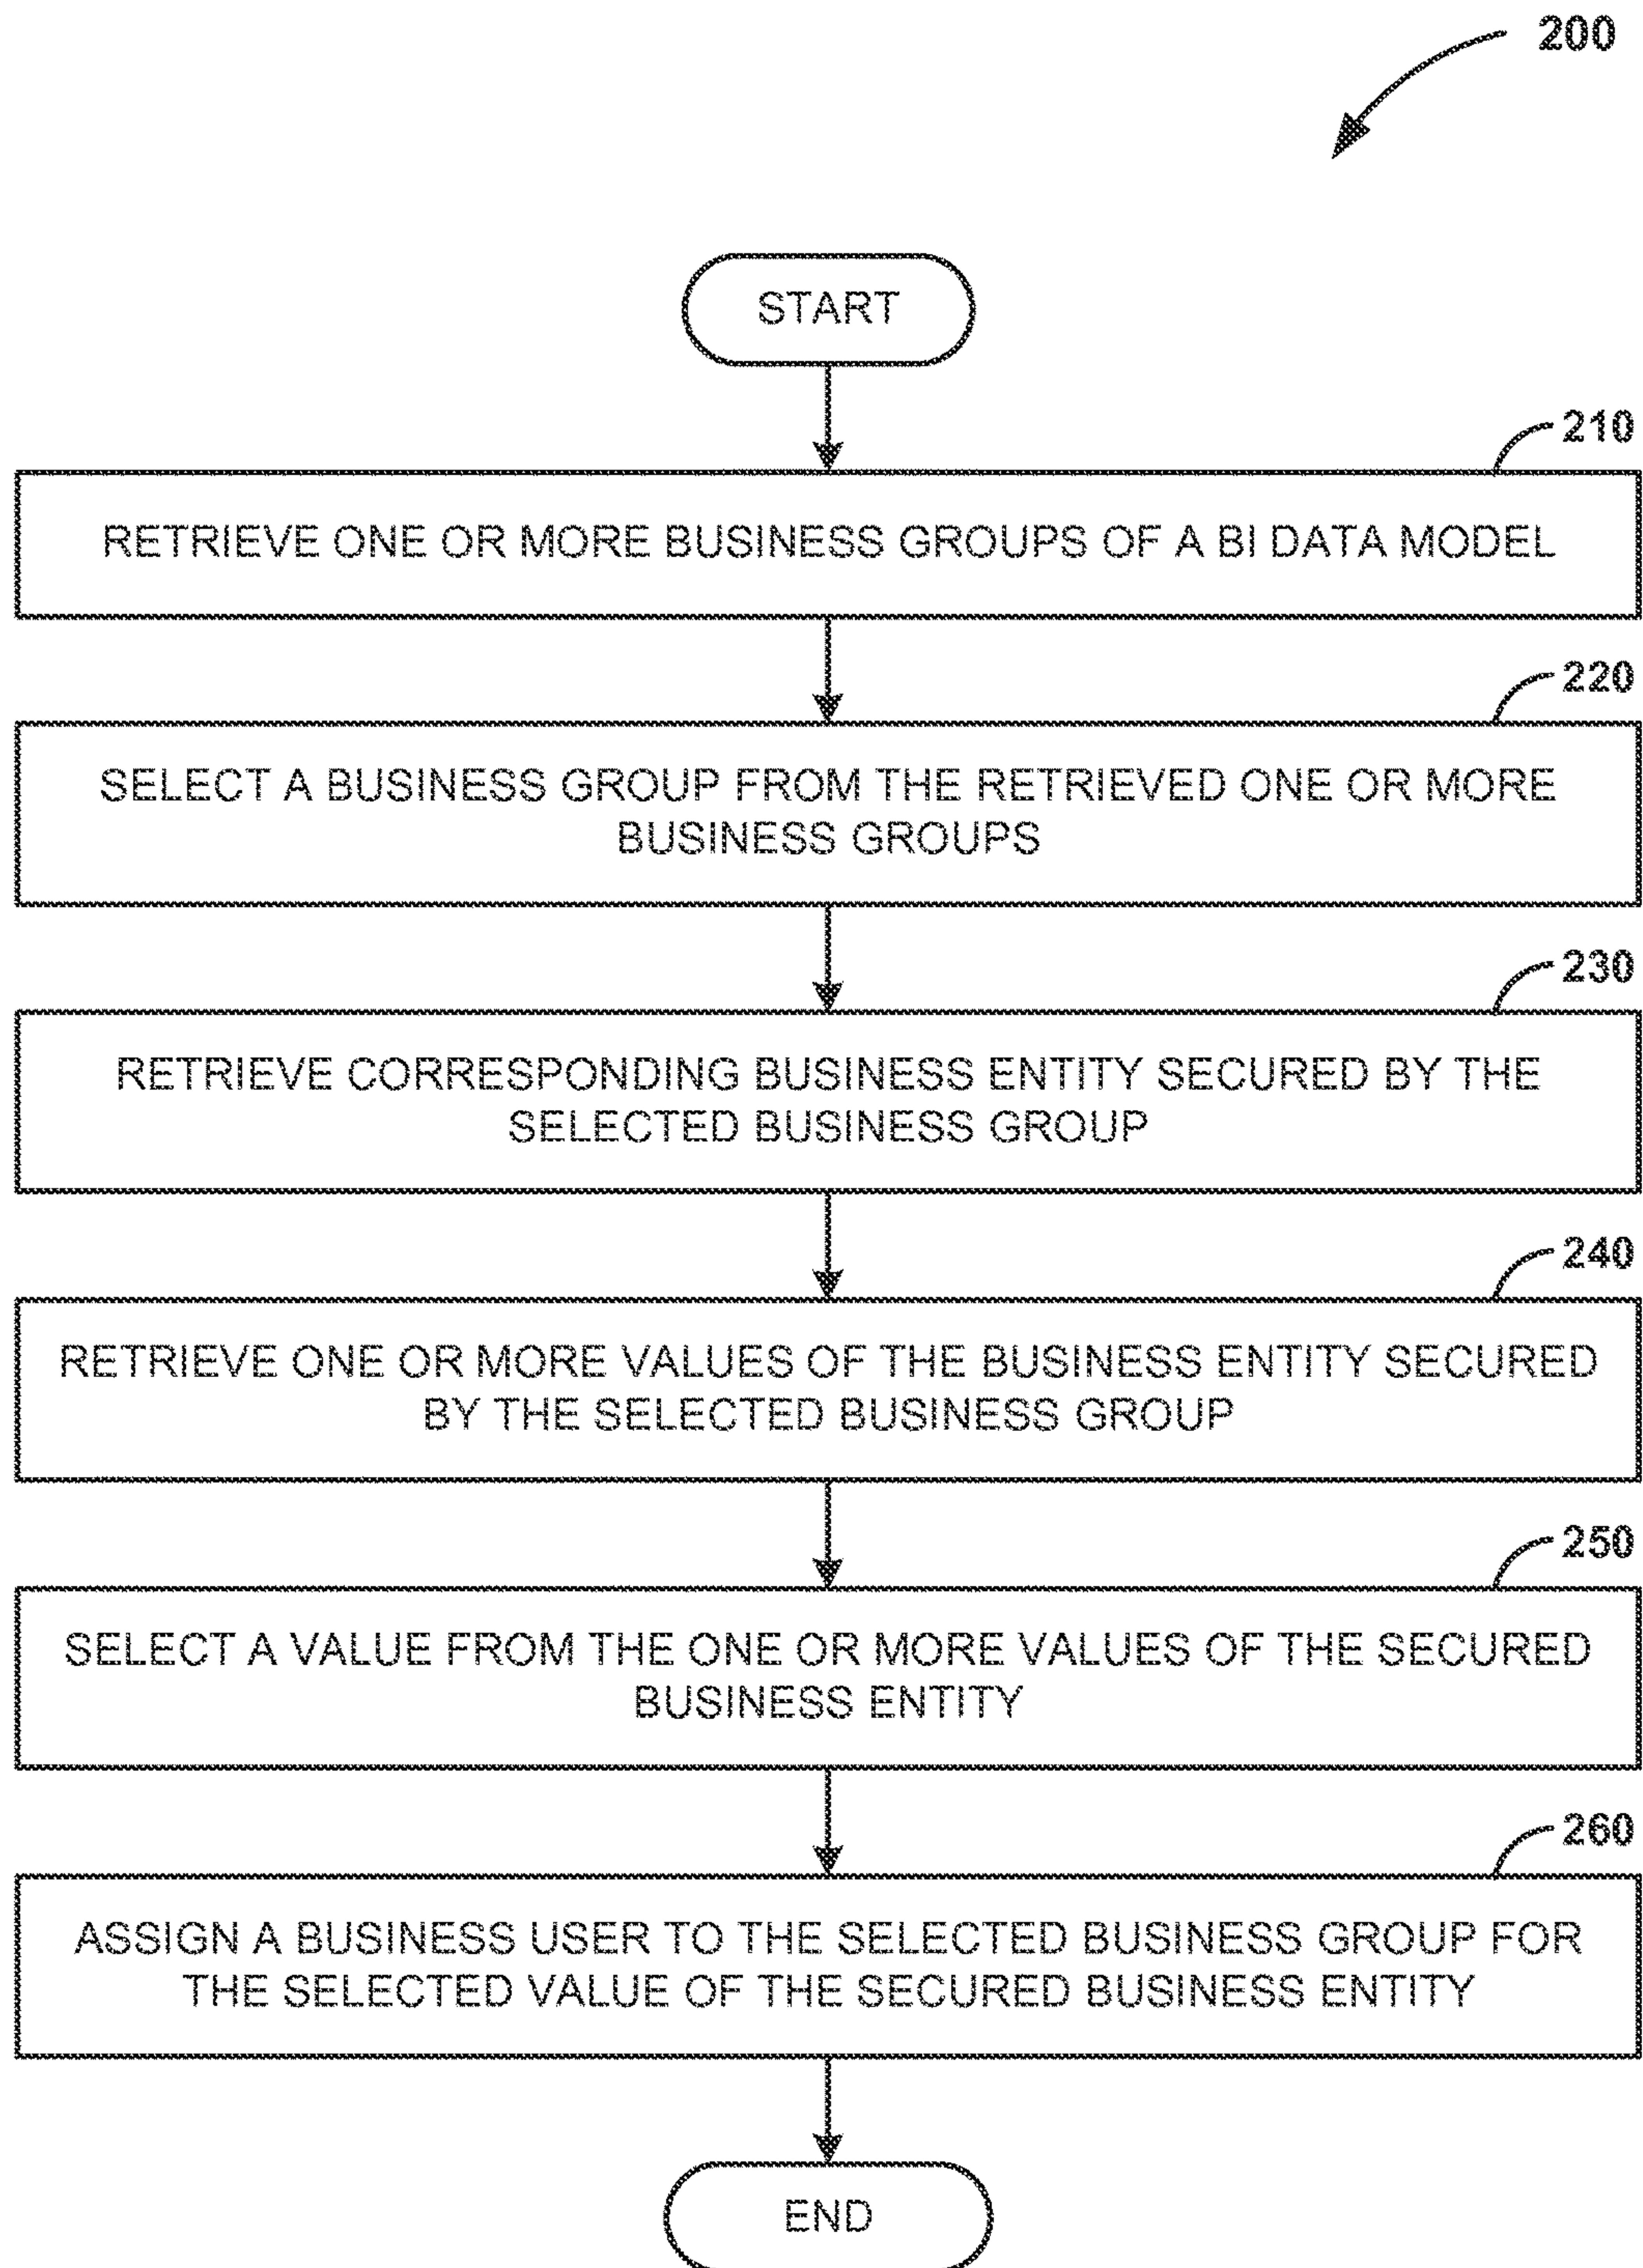 200
START
210
RETRIEVE ONE OR MORE BUSINESS GROUPS OF A BI DATA MODEL
220
SELECT A BUSINESS GROUP FROM THE RETRIEVED ONE OR MORE
BUSINESS GROUPS
230
RETRIEVE CORRESPONDING BUSINESS ENTITY SECURED BY THE
SELECTED BUSINESS GROUP
240
RETRIEVE ONE OR MORE VALUES OF THE BUSINESS ENTITY SECURED
BY THE SELECTED BUSINESS GROUP
250
SELECT A VALUE FROM THE ONE OR MORE VALUES OF THE SECURED
BUSINESS ENTITY
260
ASSIGN A BUSINESS USER TO THE SELECTED BUSINESS GROUP FOR
THE SELECTED VALUE OF THE SECURED BUSINESS ENTITY
END